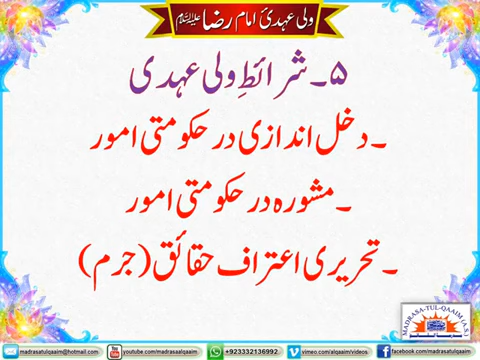 ولی عہدیٔ امام رضا علیہ السلام
۵۔شرائطِ ولی عہدی
۔دخل اندازی در حکومتی امور
۔مشورہ در حکومتی امور
۔تحریری اعتراف حقائق (جرم)
MADRASA-TUL-QAAIM (A.S.)
madrasatulqaaim@hotmail.com www.youtube.com/madrasatulqaaim +923332136992 vimeo.com/alqaaim/videos facebook.com/madrasatulqaaim